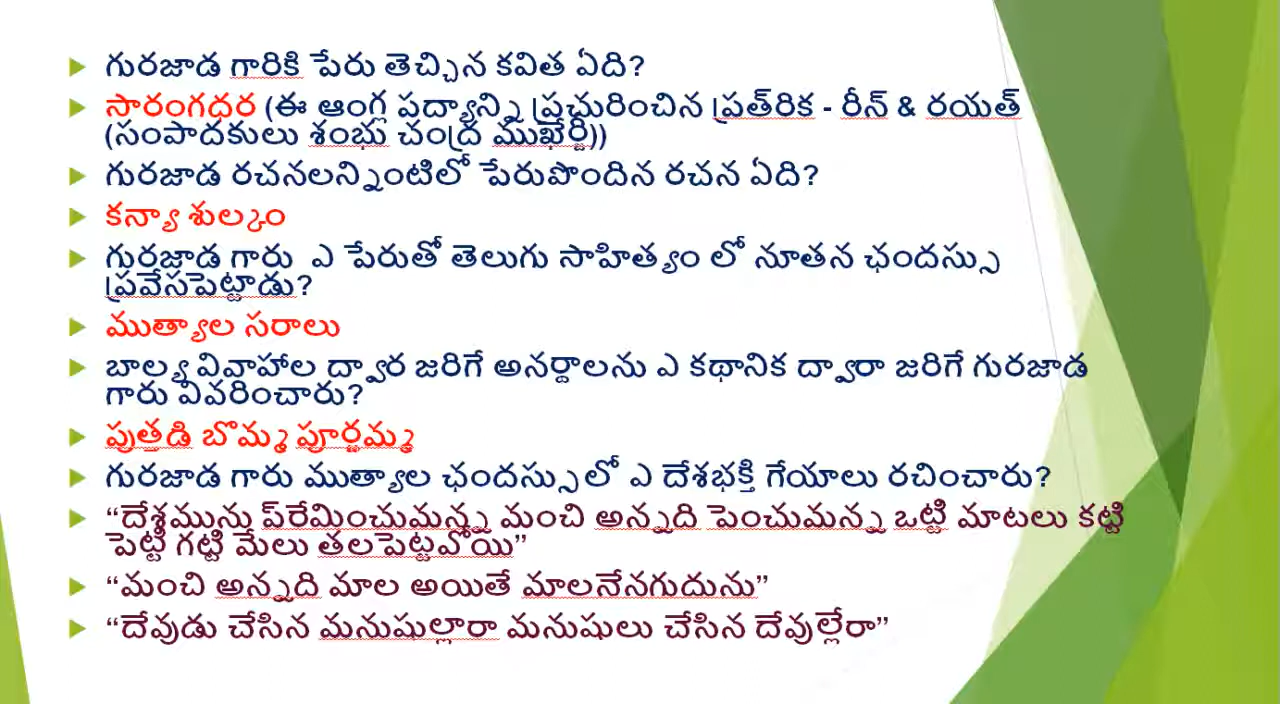 గురజాడ గారికి పేరు తెచ్చిన కవిత ఏది?
సారంగధర (ఈ ఆంగ్ల పద్యాన్ని ప్రచురించిన ప్రత్‌రిక - రీన్ & రయత్
(సంపాదకులు శంభు చంద్ర ముఖేర్జీ))
గురజాడ రచనలన్నింటిలో పేరుపొందిన రచన ఏది?
కన్యా శుల్కం
గురజాడ గారు ఎ పేరుతో తెలుగు సాహిత్యం లో నూతన ఛందస్సు
ప్రవేసపెట్టాడు?
ముత్యాల సరాలు
బాల్య వివాహాల ద్వార జరిగే అనర్దాలను ఎ కథానిక ద్వారా జరిగే గురజాడ
గారు వివరించారు?
పుత్తడి బొమ్మ పూర్ణమ్మ
గురజాడ గారు ముత్యాల ఛందస్సులో ఎ దేశభక్తి గేయాలు రచించారు?
“దేశమును ప్‌రేమించుమన్న మంచి అన్నది పెంచుమన్న ఒట్టి మాటలు కట్టి
పెట్టి గట్టి మేలు తలపెట్టవోయి”
“మంచి అన్నది మాల అయితే మాలనేనగుదును”
“దేవుడు చేసిన మనుషుల్లారా మనుషులు చేసిన దేవుల్లేరా”